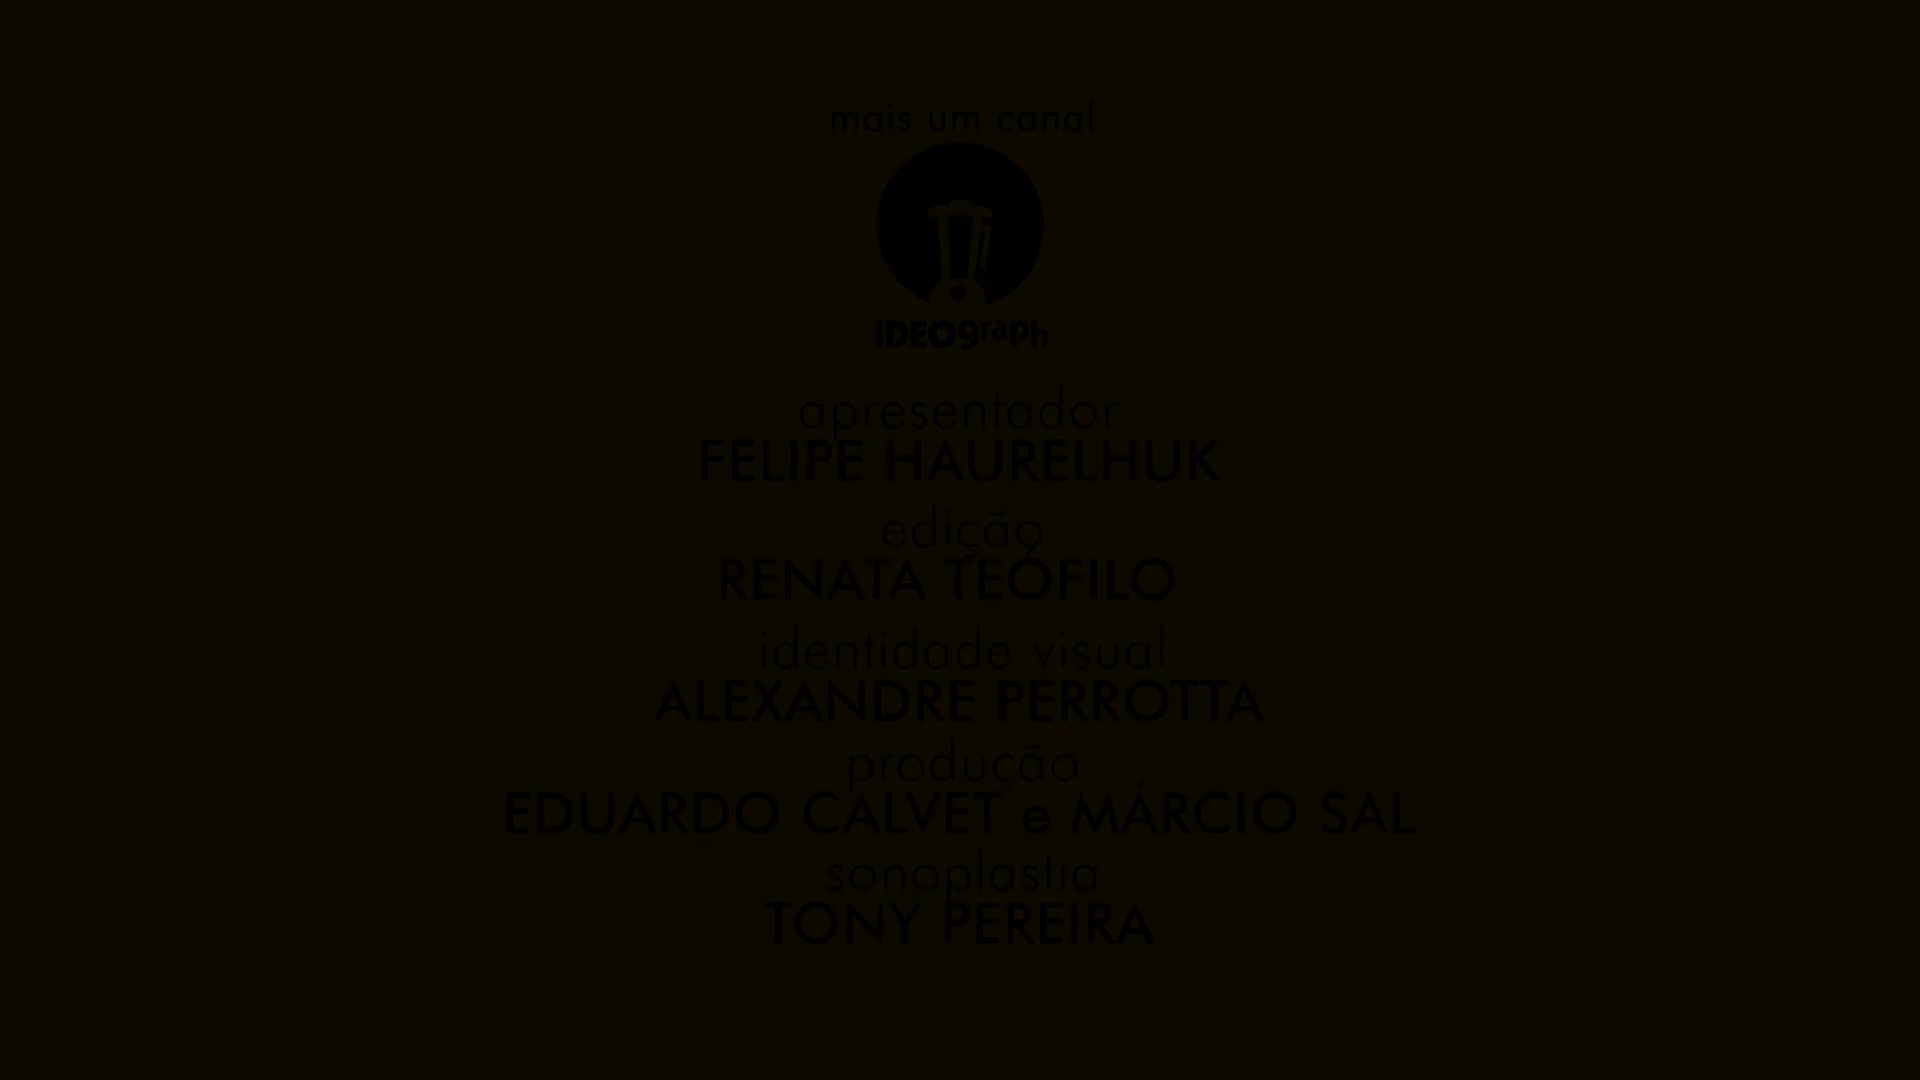 mais um canal
IDEOgraph
apresentador
FELIPE HAURELHUK
edição
RENATA TEÓFILO
identidade visual
ALEXANDRE PERROTTA
produção
EDUARDO CALVET e MÁRCIO SAL
sonoplastia
TONY PEREIRA